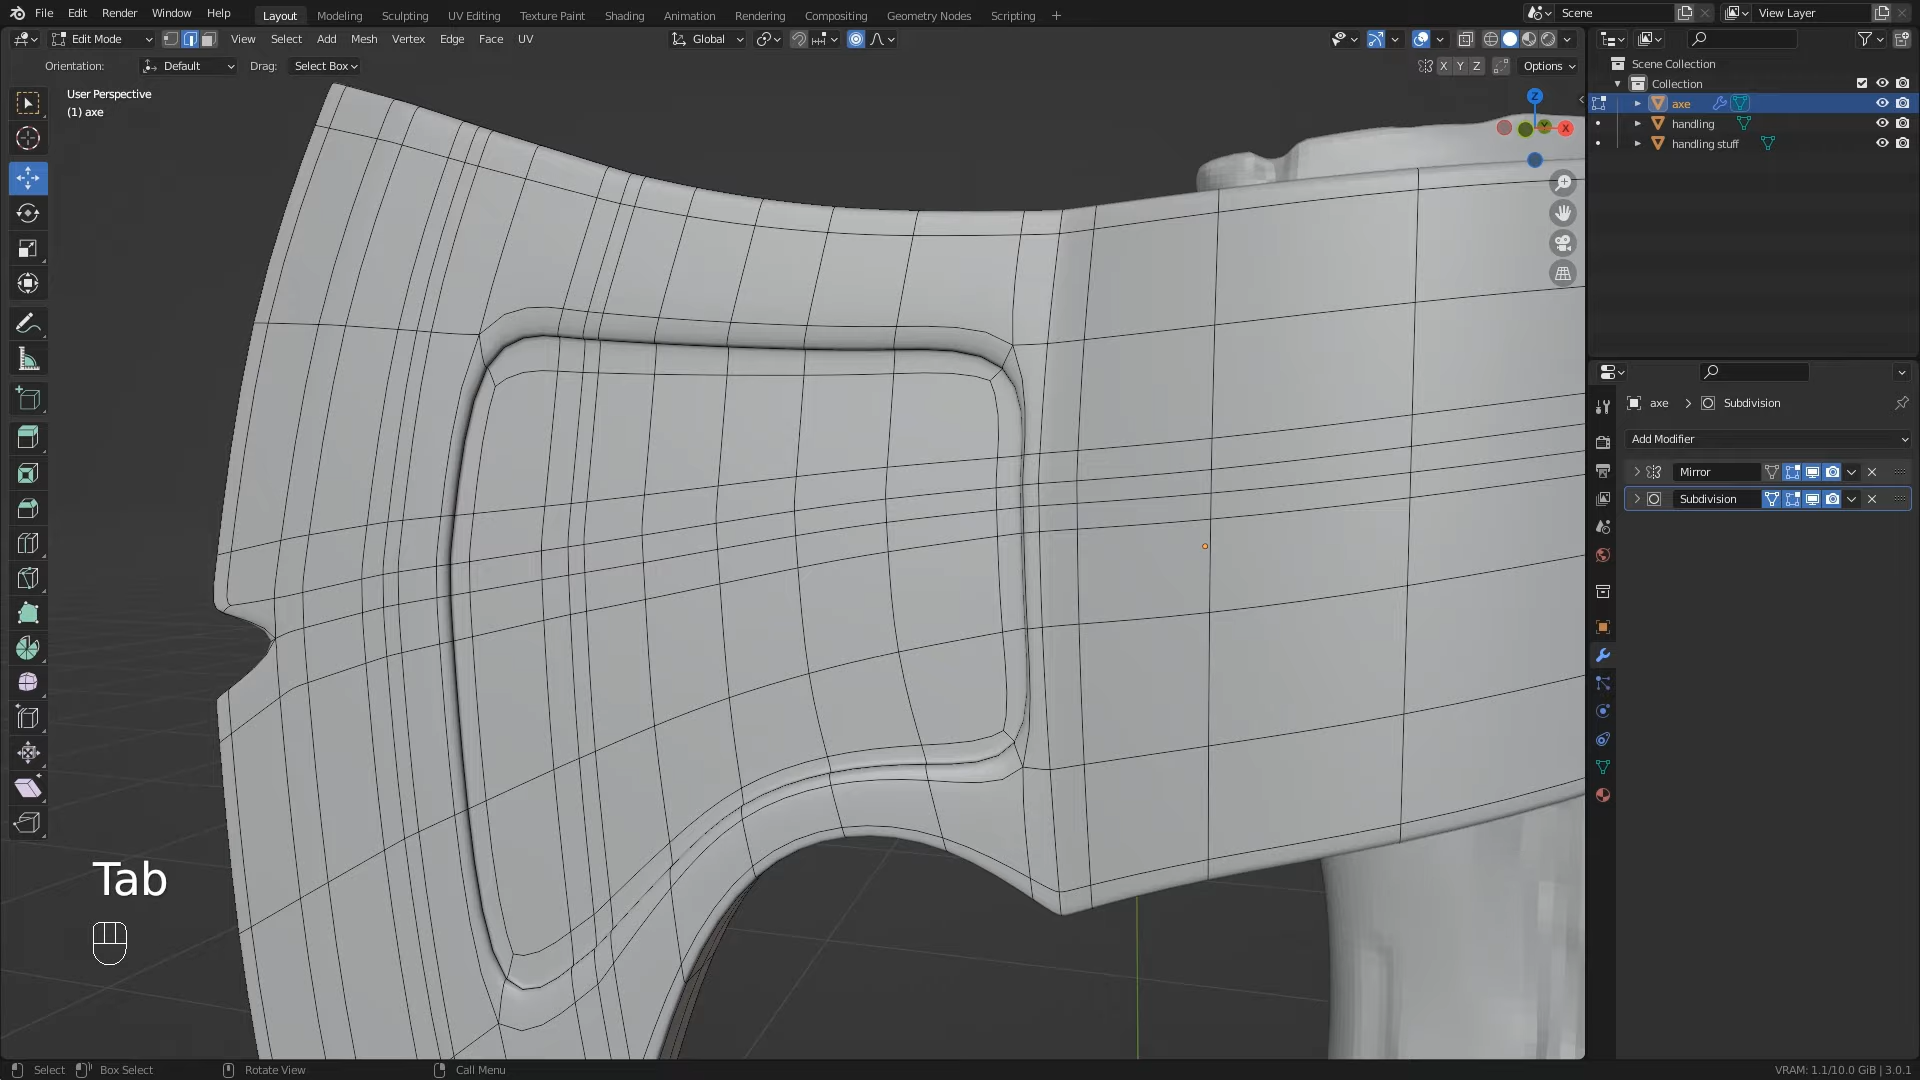 File Edit Render Window Help Layout Modeling Sculpting UV Editing Texture Paint Shading Animation Rendering Compositing Geometry Nodes Scripting + Scene View Layer
Edit Mode View Select Add Mesh Vertex Edge Face UV Global
Orientation: Default Drag: Select Box X Y Z Options
User Perspective
(1) axe
Z
X
Y
Scene Collection
Collection
axe
handling
handling stuff
axe > Subdivision
Add Modifier
Mirror
Subdivision
Tab
Select Box Select Rotate View Call Menu VRAM: 1.1/10.0 GiB | 3.0.1